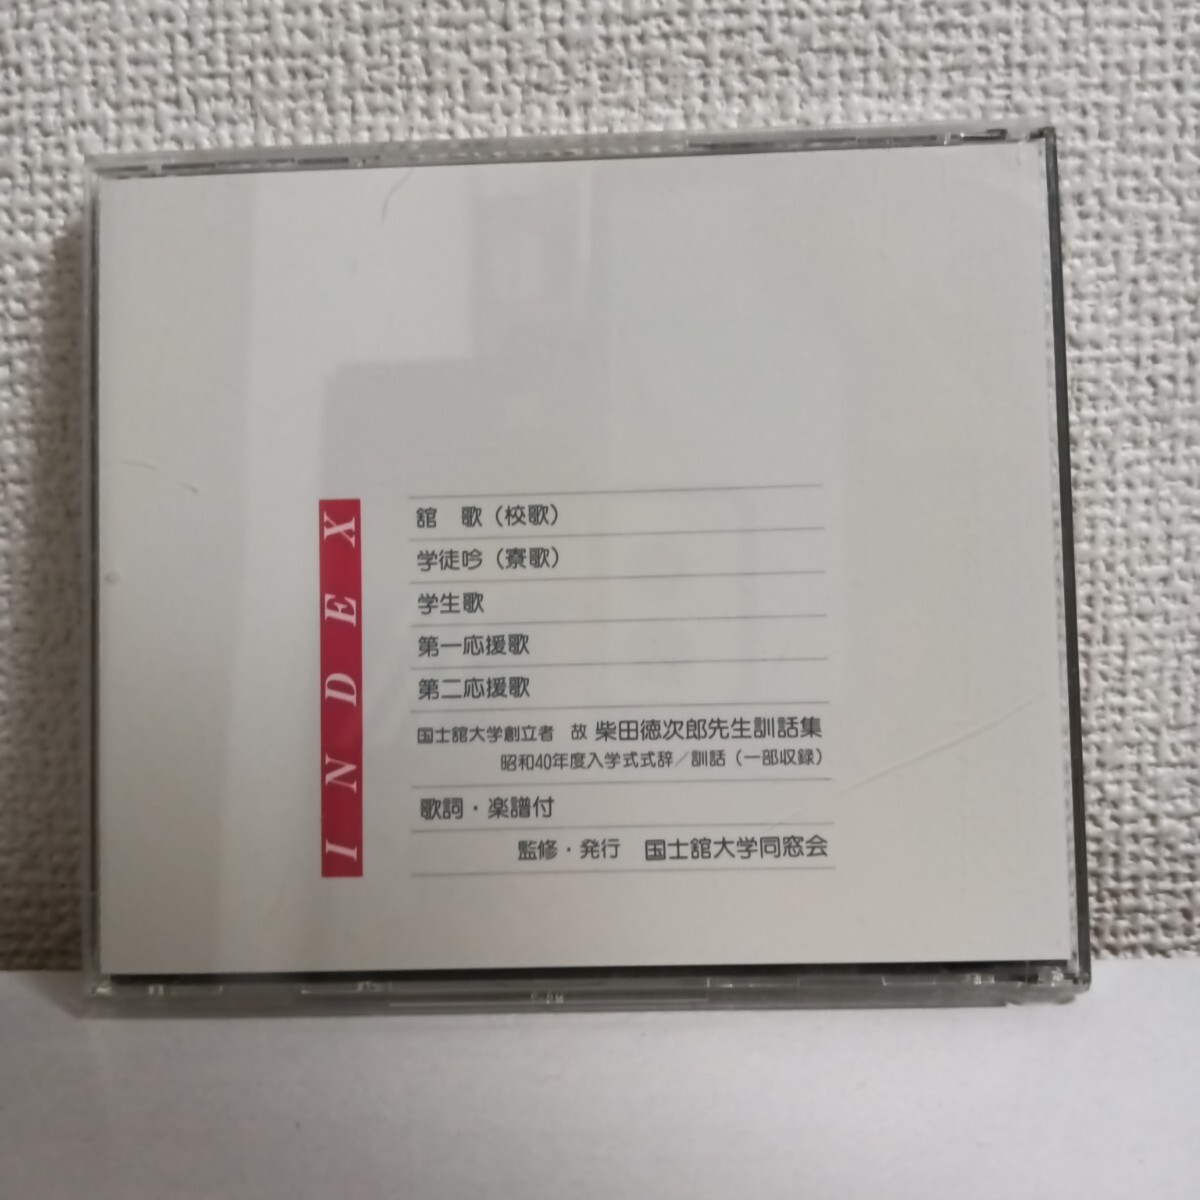 INDEX
舘　歌（校歌）
学徒吟（寮歌）
学生歌
第一応援歌
第二応援歌
国士舘大学創立者　故 柴田徳次郎先生訓話集
昭和40年度入学式式辞／訓話（一部収録）
歌詞・楽譜付
監修・発行　国士舘大学同窓会